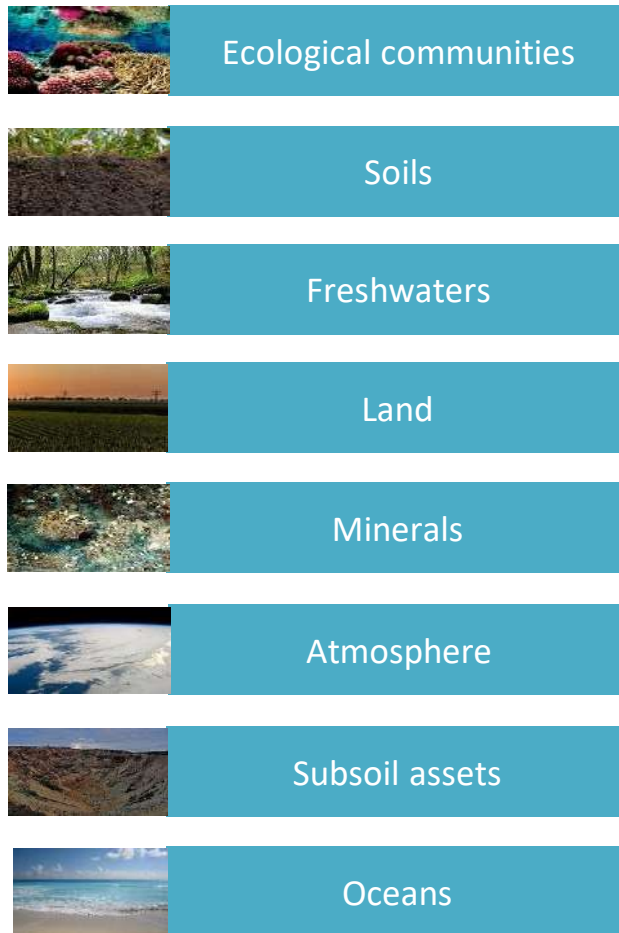 Ecological communities
Soils
Freshwaters
Land
Minerals
Atmosphere
Subsoil assets
Oceans